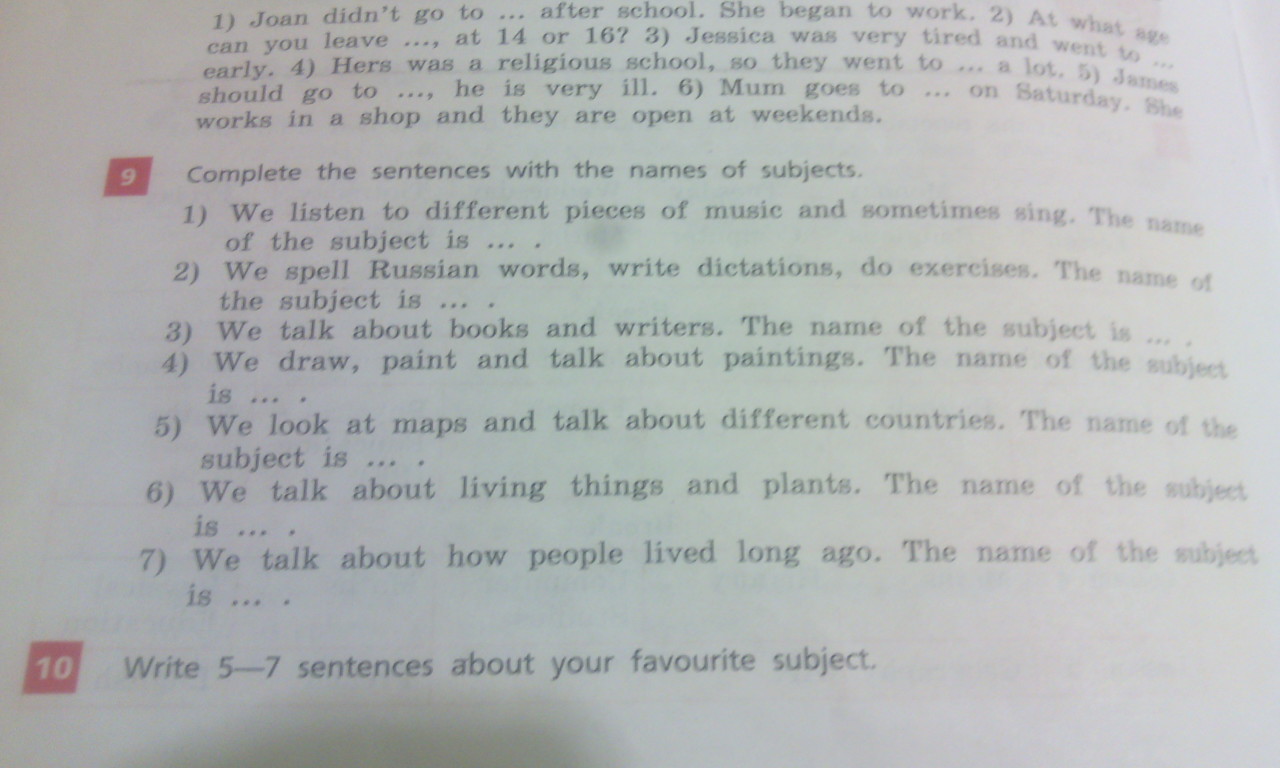 1) Joan didn't go to ... after school. She began to work. 2) At what age
can you leave ..., at 14 or 16? 3) Jessica was very tired and went to ...
early. 4) Hers was a religious school, so they went to ... a lot. 5) James
should go to ..., he is very ill. 6) Mum goes to ... on Saturday. She
works in a shop and they are open at weekends.
9 Complete the sentences with the names of subjects.
1) We listen to different pieces of music and sometimes sing. The name
of the subject is ... .
2) We spell Russian words, write dictations, do exercises. The name of
the subject is ... .
3) We talk about books and writers. The name of the subject is ... .
4) We draw, paint and talk about paintings. The name of the subject
is ... .
5) We look at maps and talk about different countries. The name of the
subject is ... .
6) We talk about living things and plants. The name of the subject
is ... .
7) We talk about how people lived long ago. The name of the subject
is ... .
10 Write 5—7 sentences about your favourite subject.